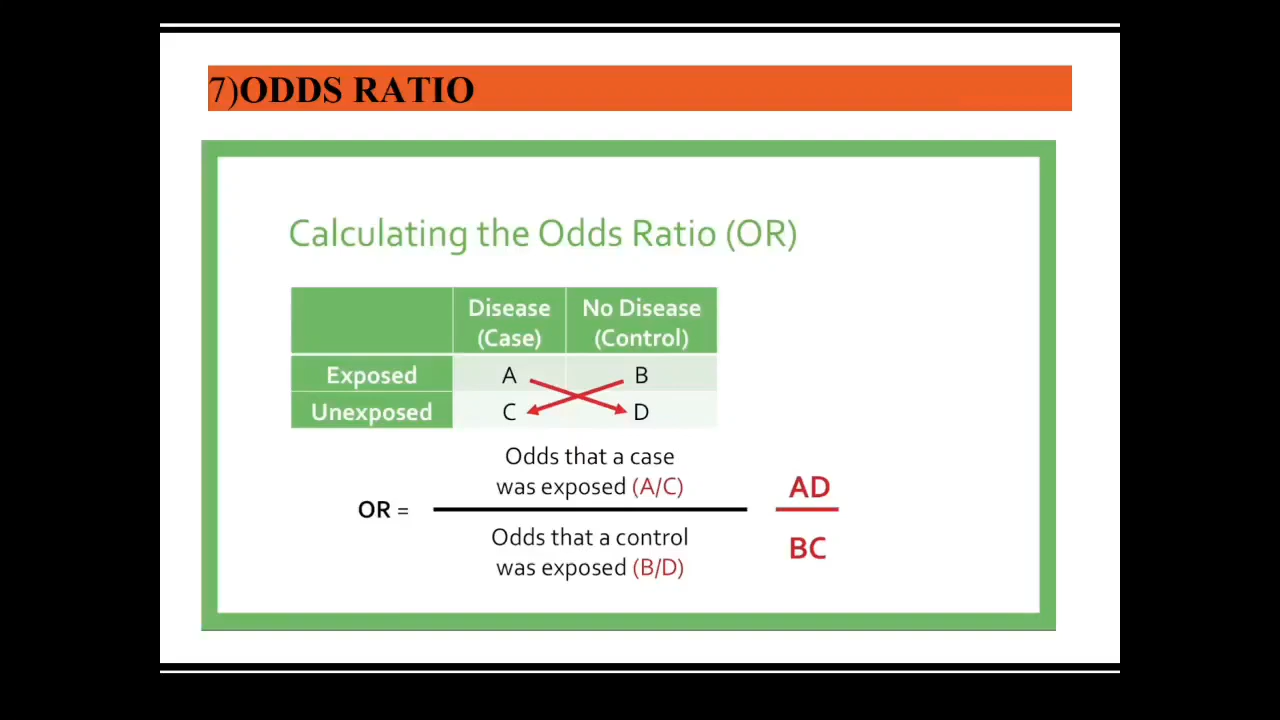 7)ODDS RATIO
Calculating the Odds Ratio (OR)
Disease (Case) No Disease (Control)
Exposed A B
Unexposed C D
Odds that a case
was exposed (A/C)
OR =
Odds that a control
was exposed (B/D)
AD
BC